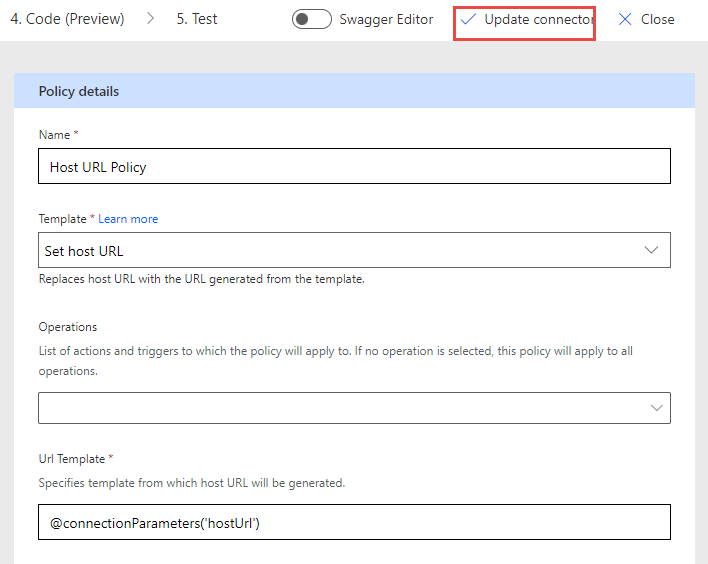 4. Code (Preview) 5. Test Swagger Editor Update connector Close
Policy details
Name *
Host URL Policy
Template * Learn more
Set host URL
Replaces host URL with the URL generated from the template.
Operations
List of actions and triggers to which the policy will apply to. If no operation is selected, this policy will apply to all
operations.
Url Template *
Specifies template from which host URL will be generated.
@connectionParameters('hostUrl')